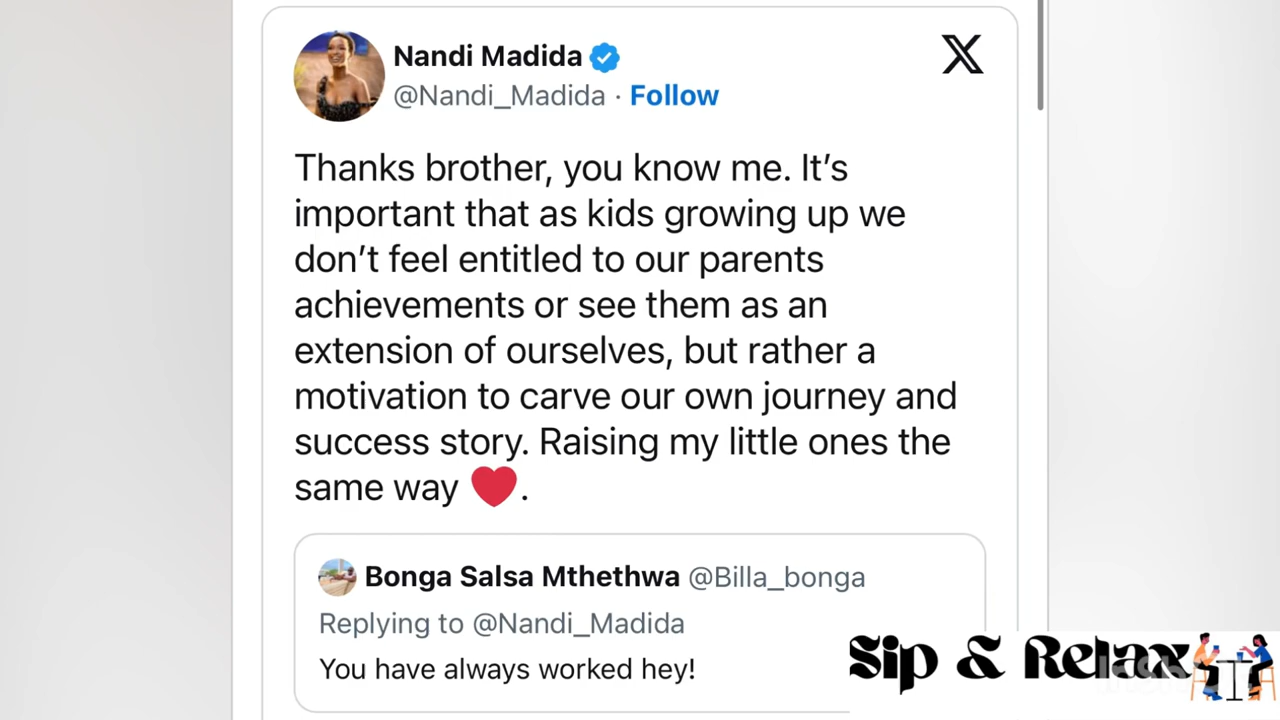 Nandi Madida
@Nandi_Madida · Follow
Thanks brother, you know me. It’s
important that as kids growing up we
don’t feel entitled to our parents
achievements or see them as an
extension of ourselves, but rather a
motivation to carve our own journey and
success story. Raising my little ones the
same way ❤️.
Bonga Salsa Mthethwa @Billa_bonga
Replying to @Nandi_Madida
You have always worked hey!
Sip & Relax